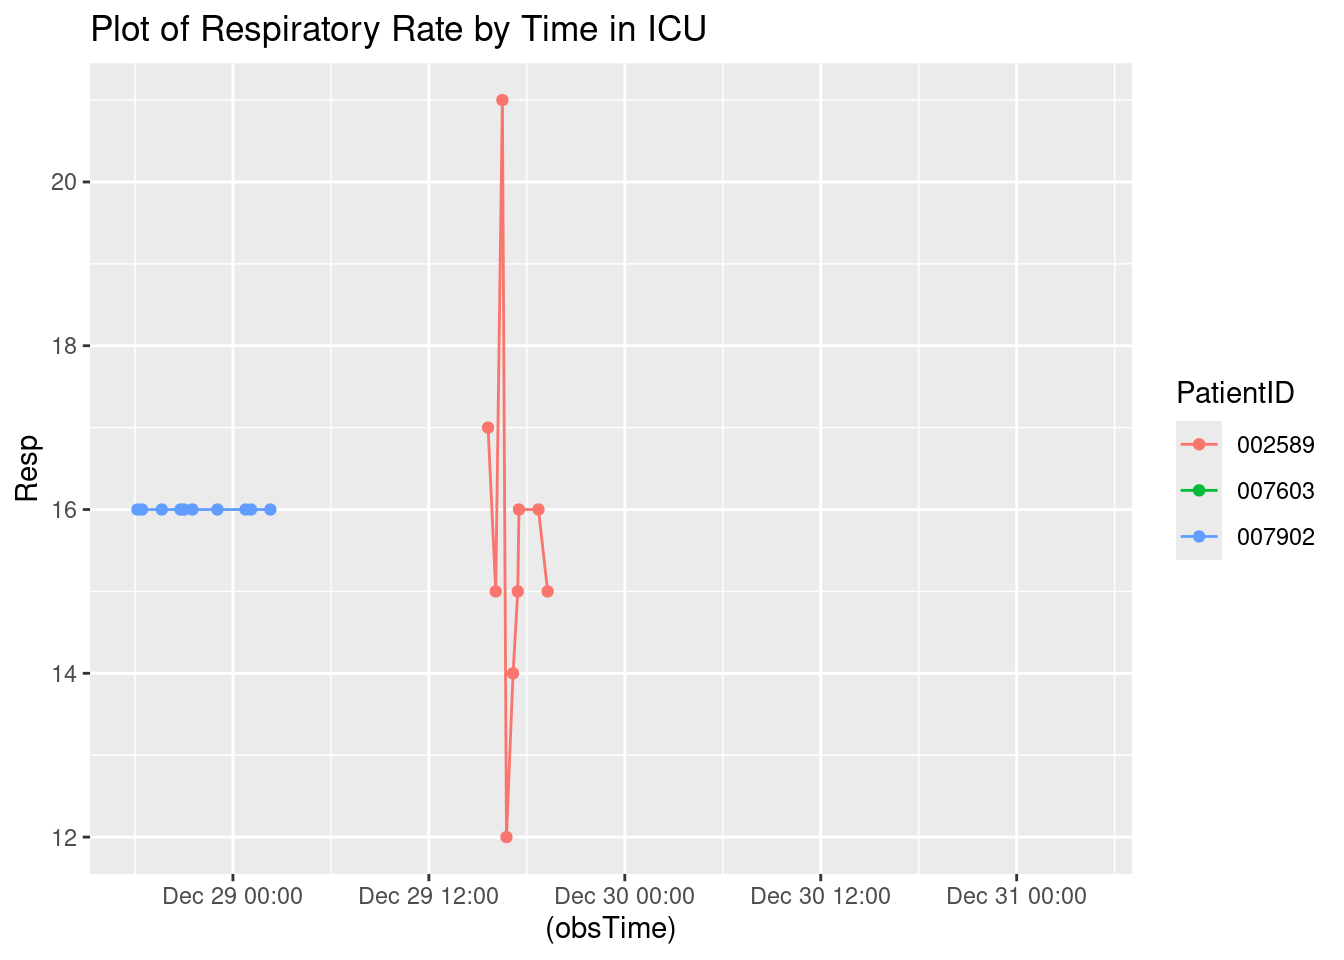 Plot of Respiratory Rate by Time in ICU
Resp
20
18
16
14
12
Dec 29 00:00
Dec 29 12:00
Dec 30 00:00
Dec 30 12:00
Dec 31 00:00
(obsTime)
PatientID
002589
007603
007902